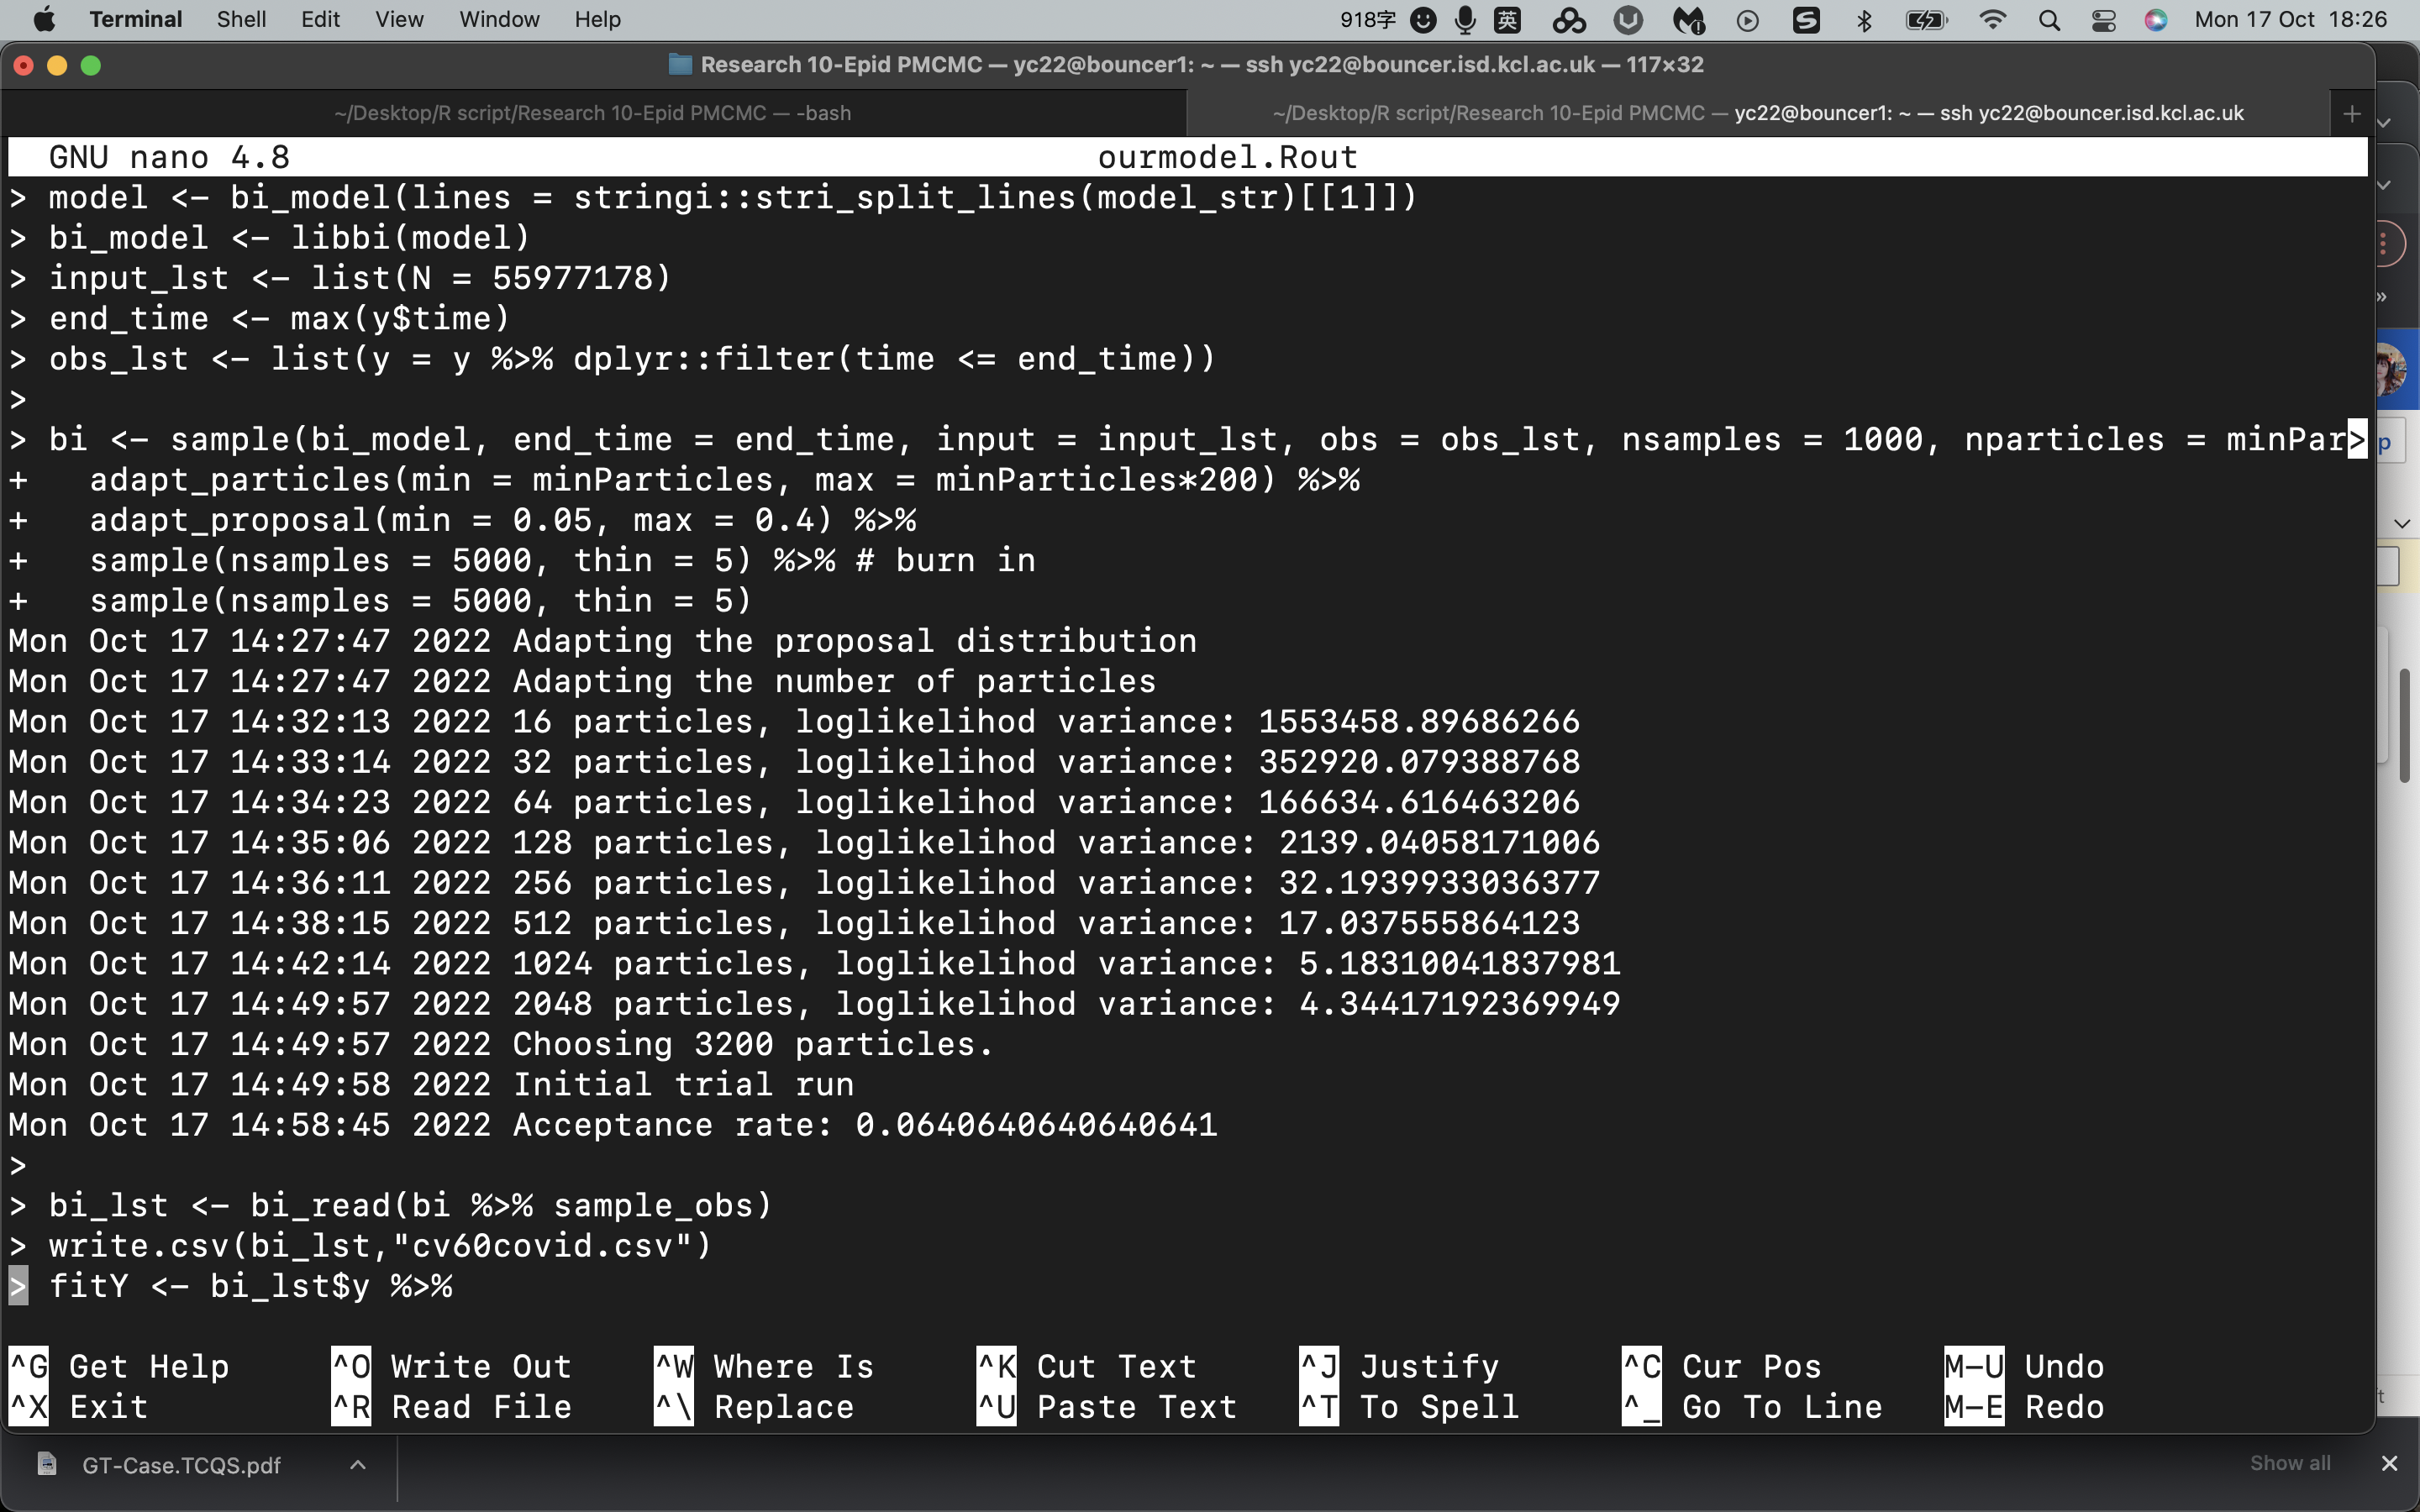 Terminal Shell Edit View Window Help 918字 英 Mon 17 Oct 18:26
Research 10-Epid PMCMC — yc22@bouncer1: ~ — ssh yc22@bouncer.isd.kcl.ac.uk — 117×32
~/Desktop/R script/Research 10-Epid PMCMC — -bash
~/Desktop/R script/Research 10-Epid PMCMC — yc22@bouncer1: ~ — ssh yc22@bouncer.isd.kcl.ac.uk
GNU nano 4.8 ourmodel.Rout
> model <- bi_model(lines = stringi::stri_split_lines(model_str)[[1]])
> bi_model <- libbi(model)
> input_lst <- list(N = 55977178)
> end_time <- max(y$time)
> obs_lst <- list(y = y %>% dplyr::filter(time <= end_time))
>
> bi <- sample(bi_model, end_time = end_time, input = input_lst, obs = obs_lst, nsamples = 1000, nparticles = minPar>
+   adapt_particles(min = minParticles, max = minParticles*200) %>%
+   adapt_proposal(min = 0.05, max = 0.4) %>%
+   sample(nsamples = 5000, thin = 5) %>% # burn in
+   sample(nsamples = 5000, thin = 5)
Mon Oct 17 14:27:47 2022 Adapting the proposal distribution
Mon Oct 17 14:27:47 2022 Adapting the number of particles
Mon Oct 17 14:32:13 2022 16 particles, loglikelihod variance: 1553458.89686266
Mon Oct 17 14:33:14 2022 32 particles, loglikelihod variance: 352920.079388768
Mon Oct 17 14:34:23 2022 64 particles, loglikelihod variance: 166634.616463206
Mon Oct 17 14:35:06 2022 128 particles, loglikelihod variance: 2139.04058171006
Mon Oct 17 14:36:11 2022 256 particles, loglikelihod variance: 32.1939933036377
Mon Oct 17 14:38:15 2022 512 particles, loglikelihod variance: 17.037555864123
Mon Oct 17 14:42:14 2022 1024 particles, loglikelihod variance: 5.18310041837981
Mon Oct 17 14:49:57 2022 2048 particles, loglikelihod variance: 4.34417192369949
Mon Oct 17 14:49:57 2022 Choosing 3200 particles.
Mon Oct 17 14:49:58 2022 Initial trial run
Mon Oct 17 14:58:45 2022 Acceptance rate: 0.0640640640640641
>
> bi_lst <- bi_read(bi %>% sample_obs)
> write.csv(bi_lst,"cv60covid.csv")
> fitY <- bi_lst$y %>%
^G Get Help ^O Write Out ^W Where Is ^K Cut Text ^J Justify ^C Cur Pos M-U Undo
^X Exit ^R Read File ^\ Replace ^U Paste Text ^T To Spell ^_ Go To Line M-E Redo
GT-Case.TCQS.pdf Show all